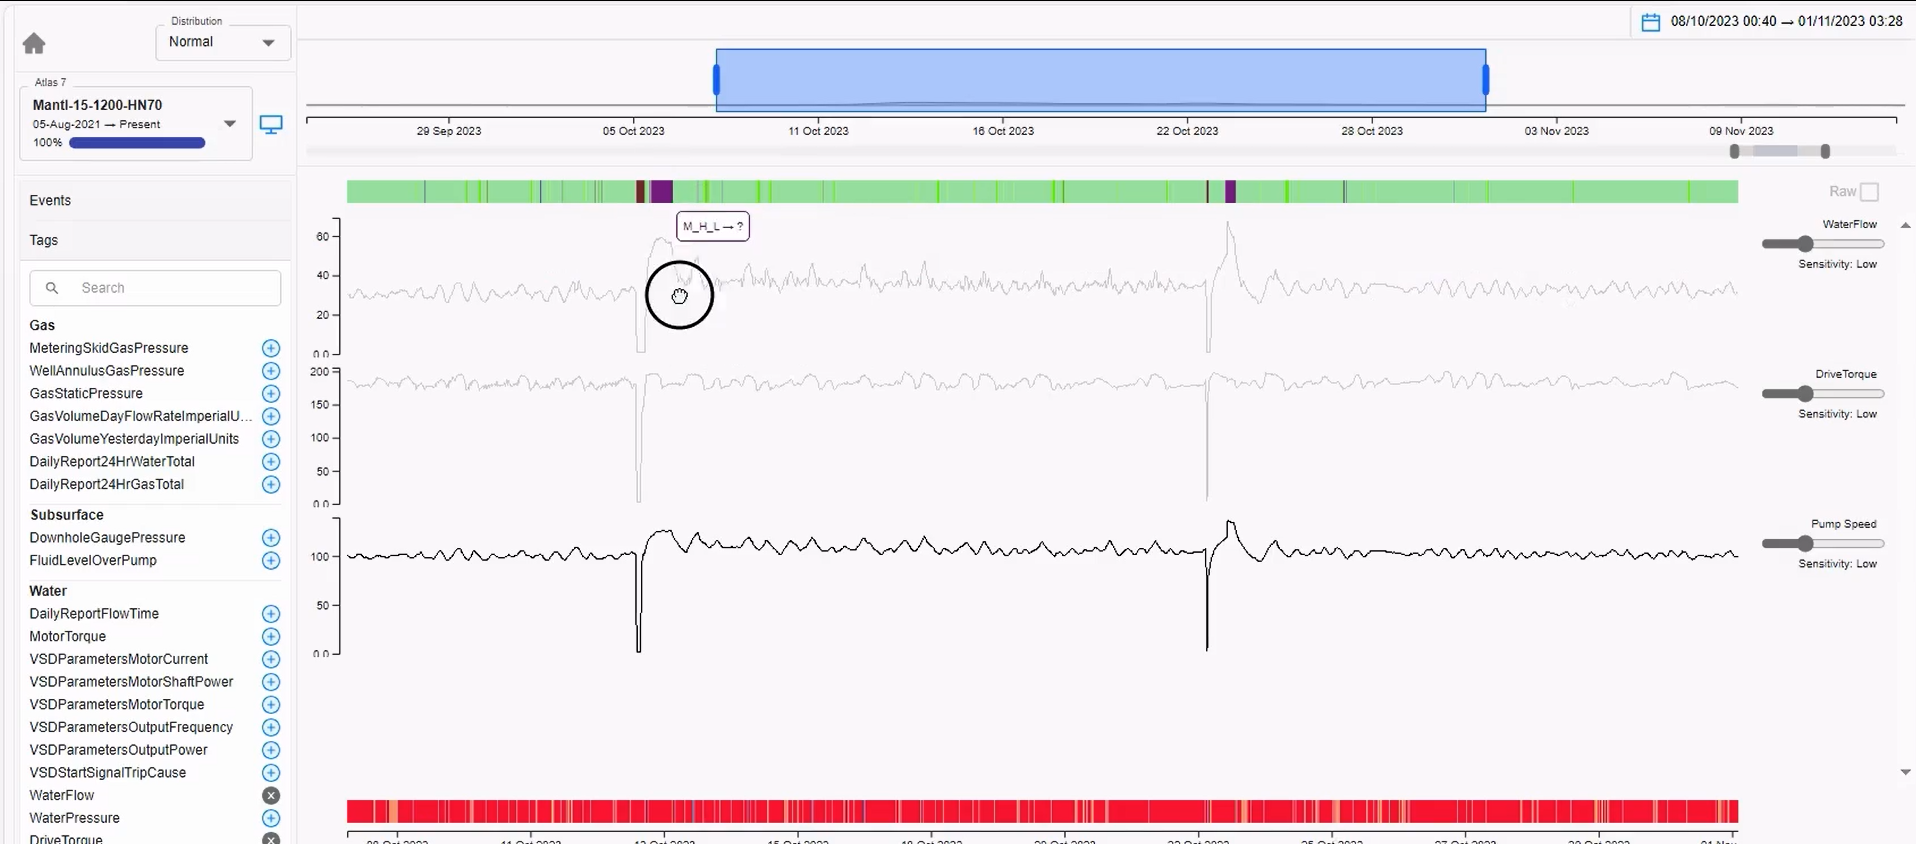 Distribution
Normal
08/10/2023 00:40 → 01/11/2023 03:28
Atlas 7
Mantl-15-1200-HN70
05-Aug-2021 → Present
100%
29 Sep 2023
05 Oct 2023
11 Oct 2023
16 Oct 2023
22 Oct 2023
28 Oct 2023
03 Nov 2023
09 Nov 2023
Events
Tags
Search
Gas
MeteringSkidGasPressure
WellAnnulusGasPressure
GasStaticPressure
GasVolumeDayFlowRateImperialU...
GasVolumeYesterdayImperialUnits
DailyReport24HrWaterTotal
DailyReport24HrGasTotal
Subsurface
DownholeGaugePressure
FluidLevelOverPump
Water
DailyReportFlowTime
MotorTorque
VSDParametersMotorCurrent
VSDParametersMotorShaftPower
VSDParametersMotorTorque
VSDParametersOutputFrequency
VSDParametersOutputPower
VSDStartSignalTripCause
WaterFlow
WaterPressure
DriveTorque
Raw
M_H_L → ?
60
40
20
0.0
WaterFlow
Sensitivity: Low
200
150
100
50
0.0
DriveTorque
Sensitivity: Low
100
50
0.0
Pump Speed
Sensitivity: Low